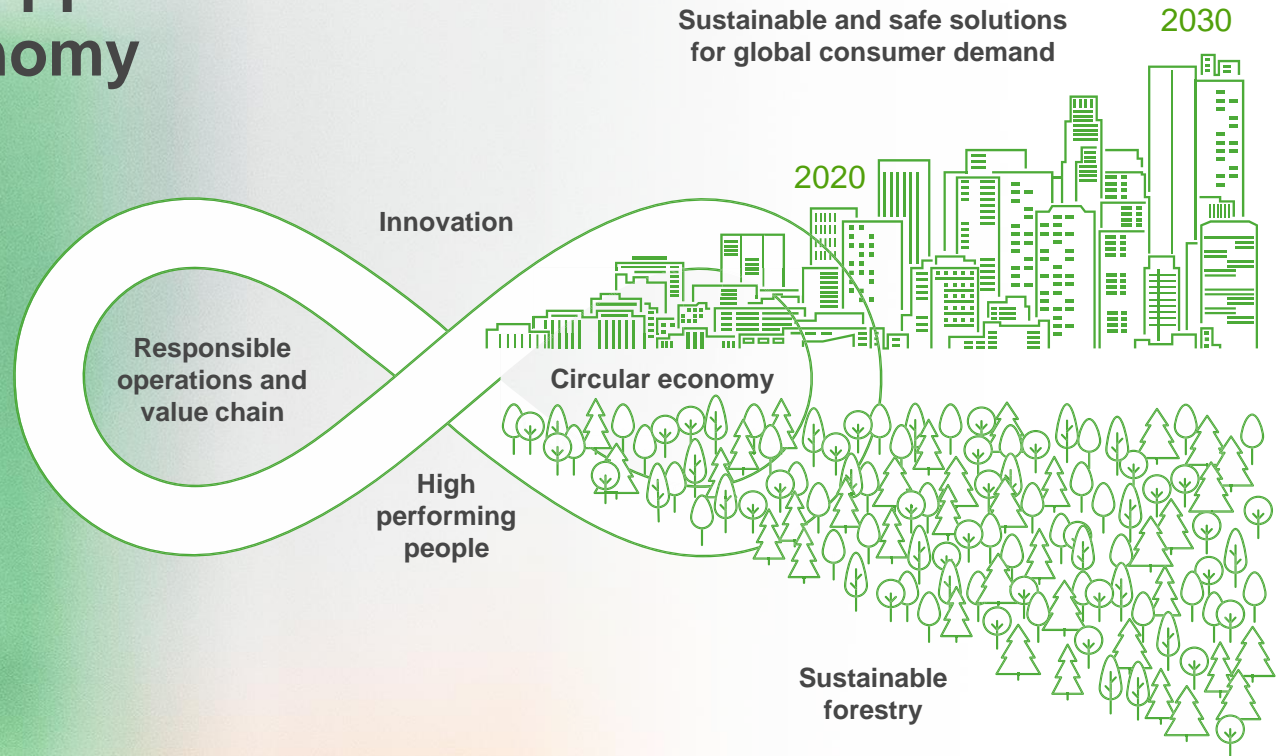 nomy
Sustainable and safe solutions
for global consumer demand
2030
2020
Innovation
Responsible
operations and
value chain
Circular economy
High
performing
people
Sustainable
forestry